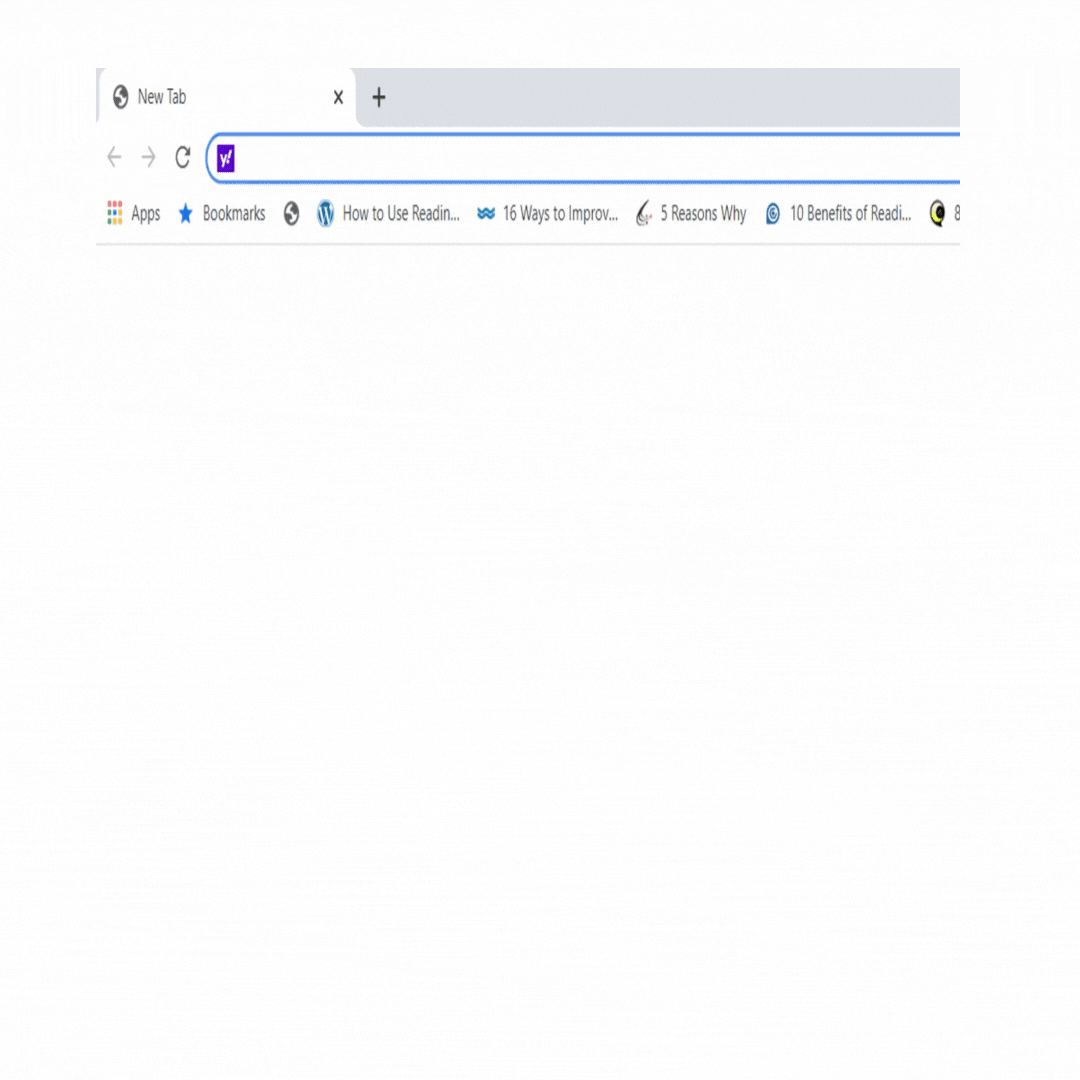 New Tab
y!
Apps Bookmarks How to Use Readin... 16 Ways to Improv... 5 Reasons Why 10 Benefits of Readi... 8